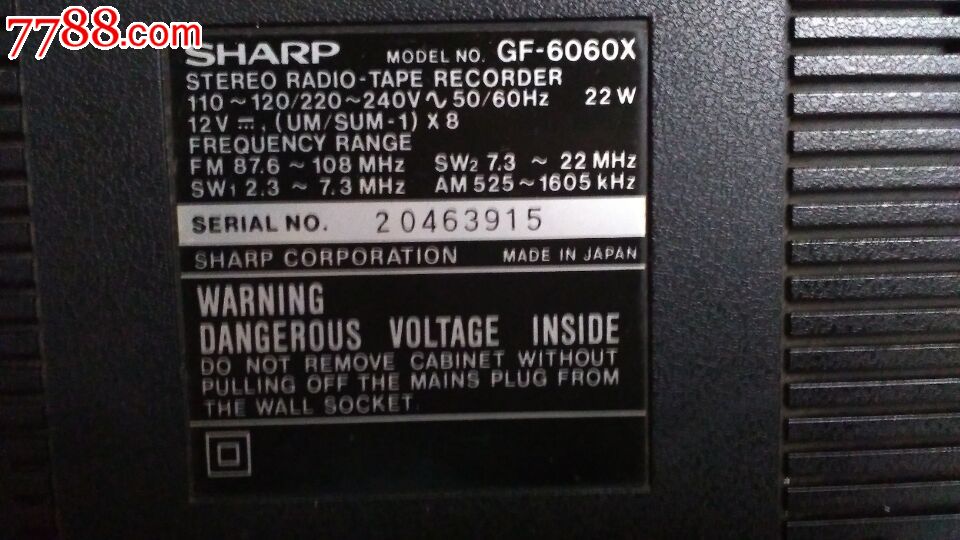 7788.com
SHARP MODEL NO. GF-6060X
STEREO RADIO-TAPE RECORDER
110~120/220~240V∿50/60Hz 22W
12V ⎓, (UM/SUM-1) X 8
FREQUENCY RANGE
FM 87.6~108 MHz SW2 7.3 ~ 22 MHz
SW1 2.3 ~ 7.3 MHz AM 525~1605 kHz
SERIAL NO. 20463915
SHARP CORPORATION MADE IN JAPAN
WARNING
DANGEROUS VOLTAGE INSIDE
DO NOT REMOVE CABINET WITHOUT
PULLING OFF THE MAINS PLUG FROM
THE WALL SOCKET.